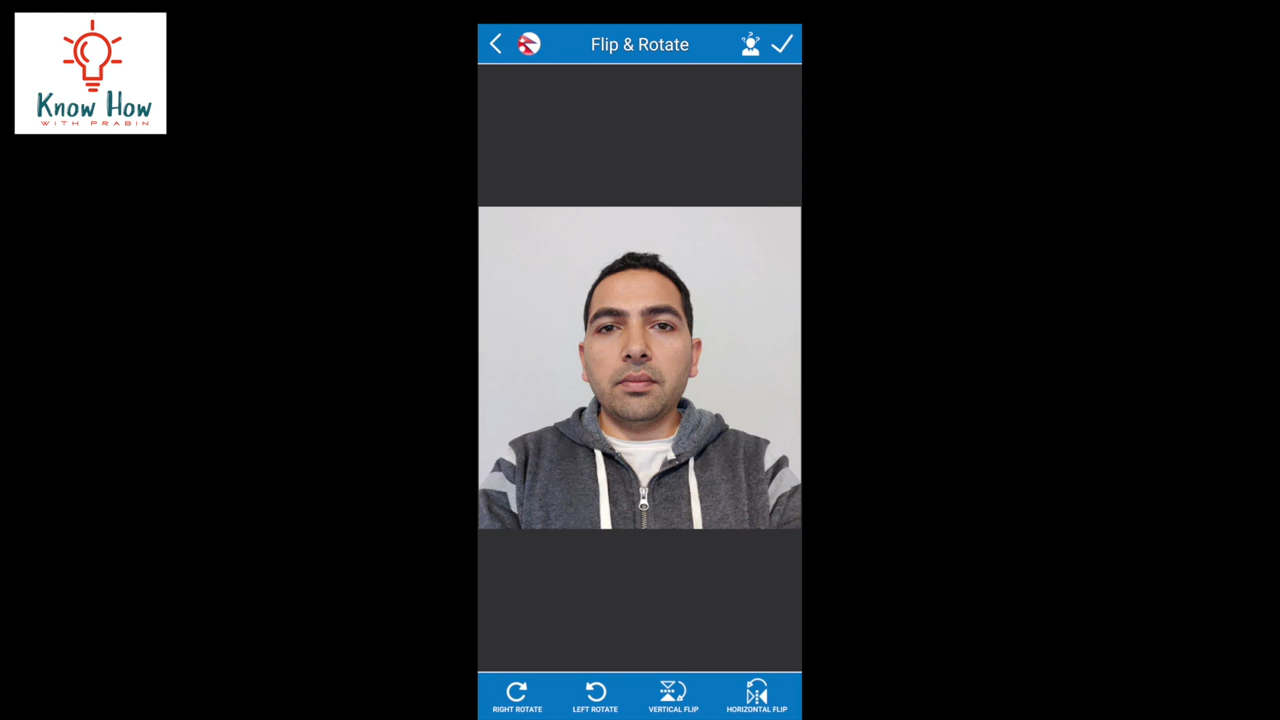 Know How
WITH PRABIN
Flip & Rotate
RIGHT ROTATE
LEFT ROTATE
VERTICAL FLIP
HORIZONTAL FLIP